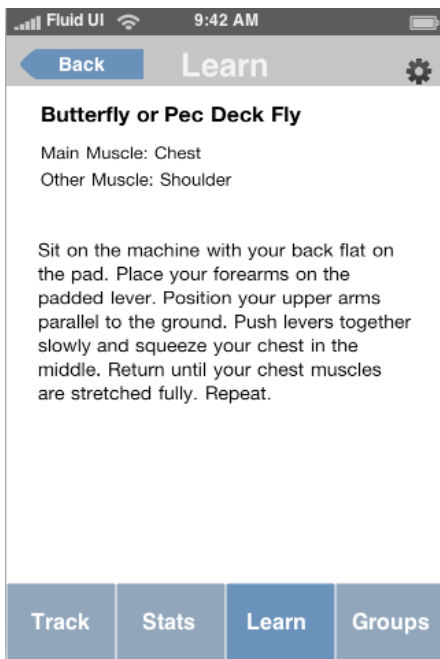 Fluid UI 9:42 AM
Back Learn
Butterfly or Pec Deck Fly
Main Muscle: Chest
Other Muscle: Shoulder
Sit on the machine with your back flat on
the pad. Place your forearms on the
padded lever. Position your upper arms
parallel to the ground. Push levers together
slowly and squeeze your chest in the
middle. Return until your chest muscles
are stretched fully. Repeat.
Track Stats Learn Groups